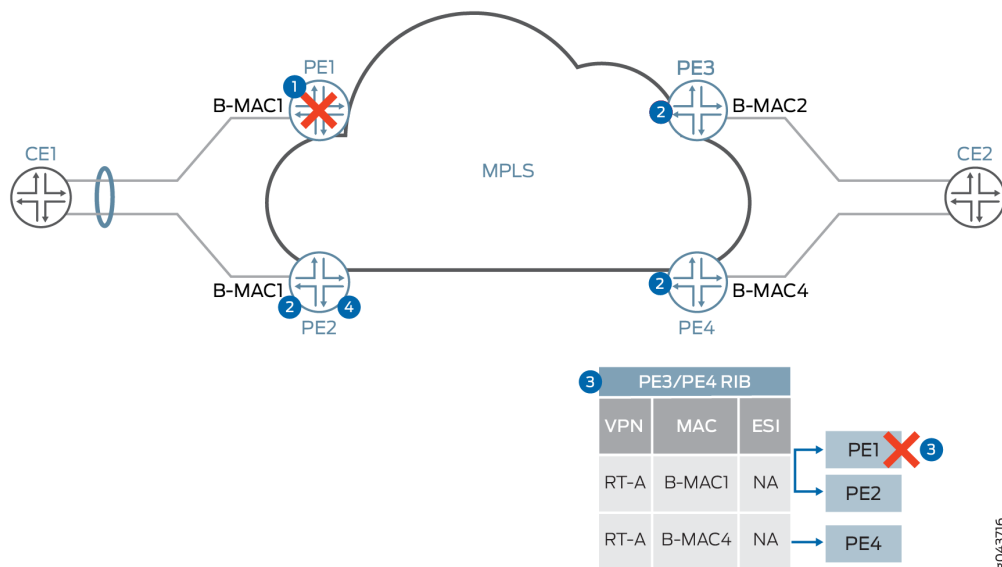 PE1
1
B-MAC1
CE1
MPLS
PE3
2
B-MAC2
CE2
B-MAC1
2
4
PE2
2
B-MAC4
PE4
3
PE3/PE4 RIB
VPN MAC ESI
RT-A B-MAC1 NA
RT-A B-MAC4 NA
PE1
3
PE2
PE4